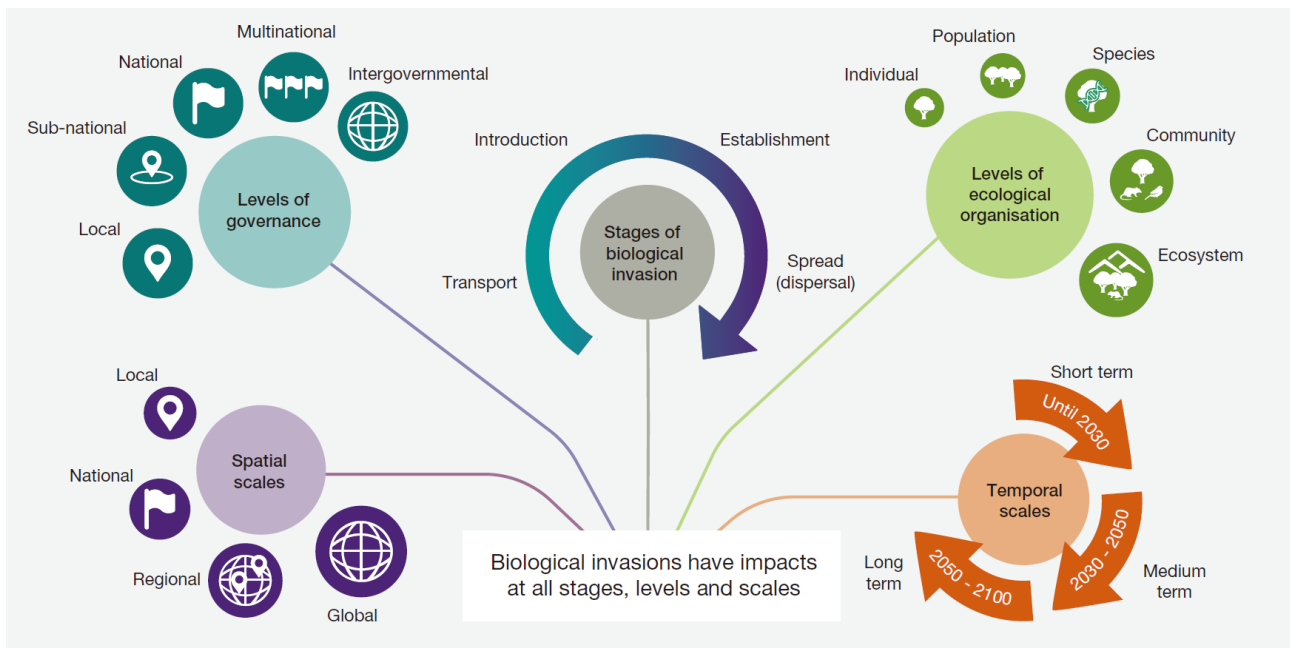 Multinational
National
Intergovernmental
Sub-national
Local
Levels of
governance
Introduction
Establishment
Transport
Spread
(dispersal)
Stages of
biological
invasion
Population
Individual
Species
Community
Ecosystem
Levels of
ecological
organisation
Local
National
Regional
Global
Spatial
scales
Short term
Until 2030
Temporal
scales
2030 - 2050
Medium
term
2050 - 2100
Long
term
Biological invasions have impacts
at all stages, levels and scales